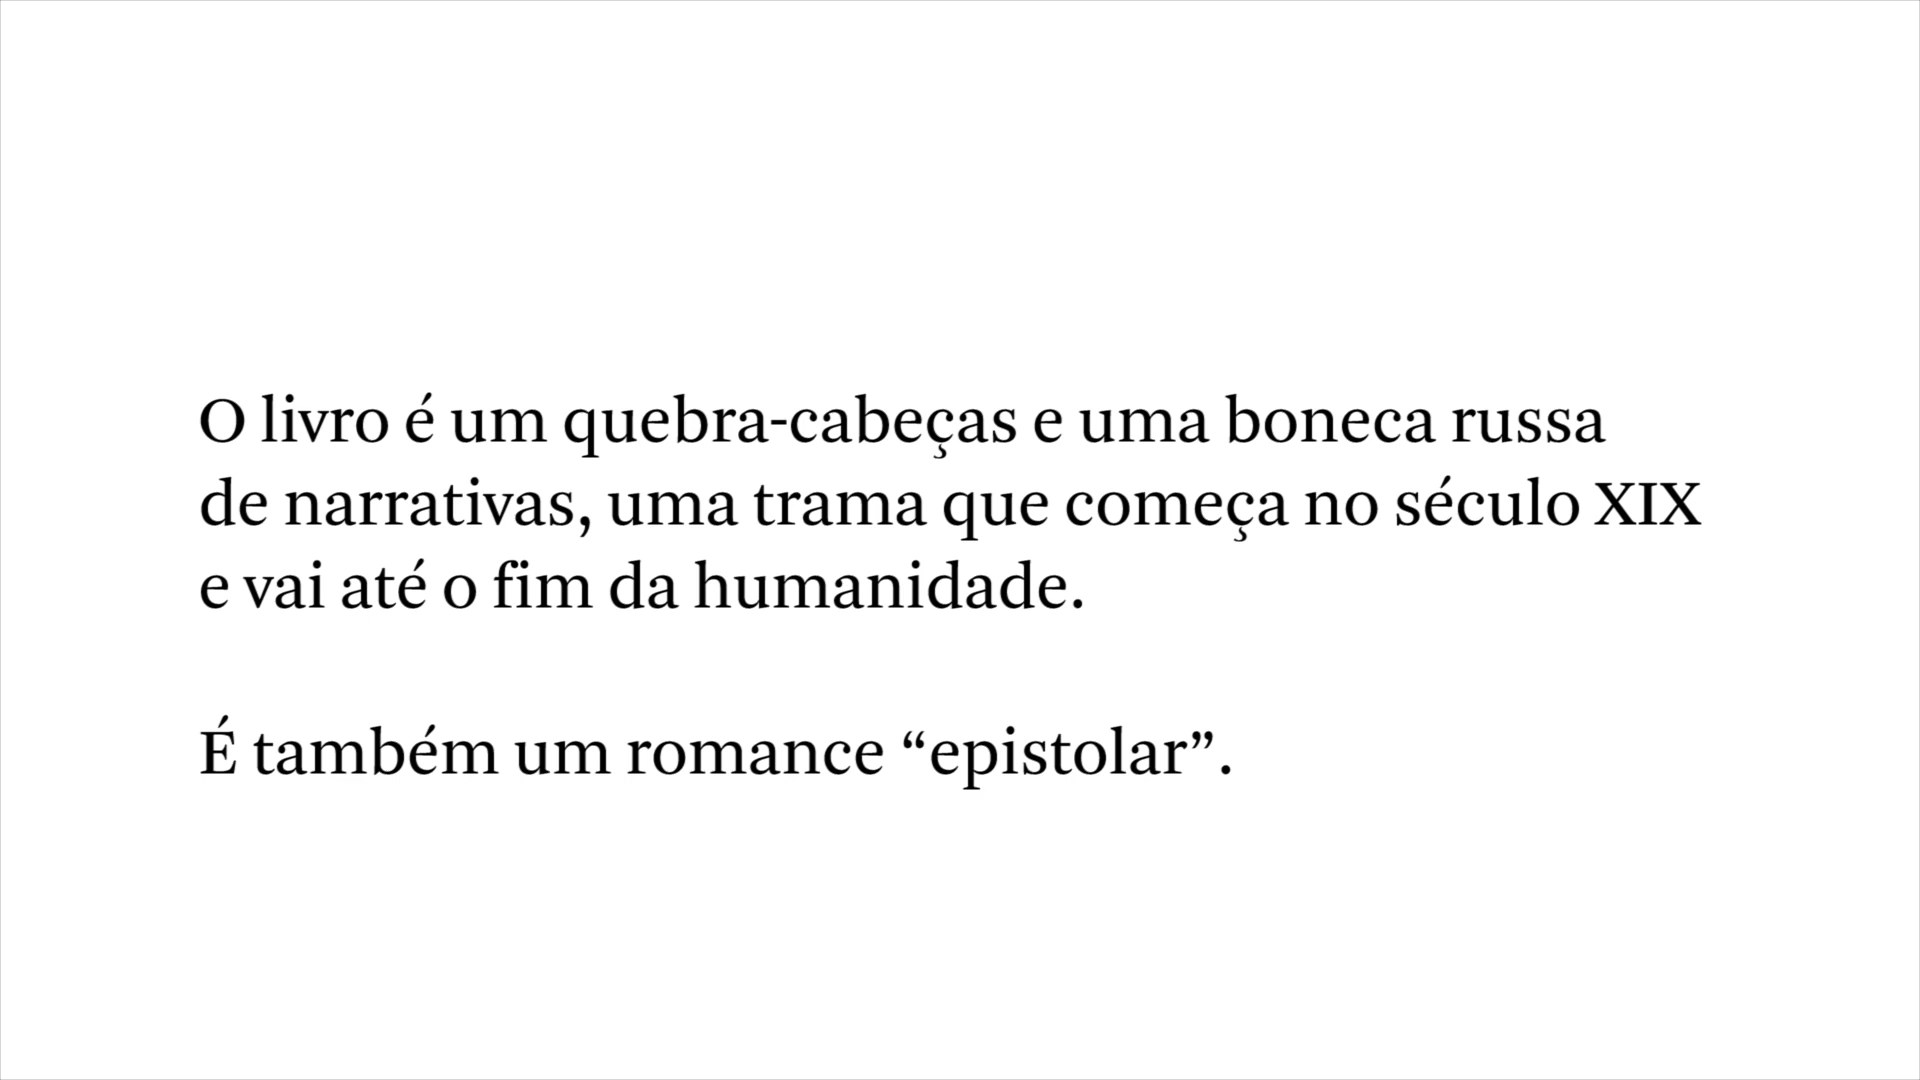 O livro é um quebra-cabeças e uma boneca russa
de narrativas, uma trama que começa no século XIX
e vai até o fim da humanidade.
É também um romance “epistolar”.